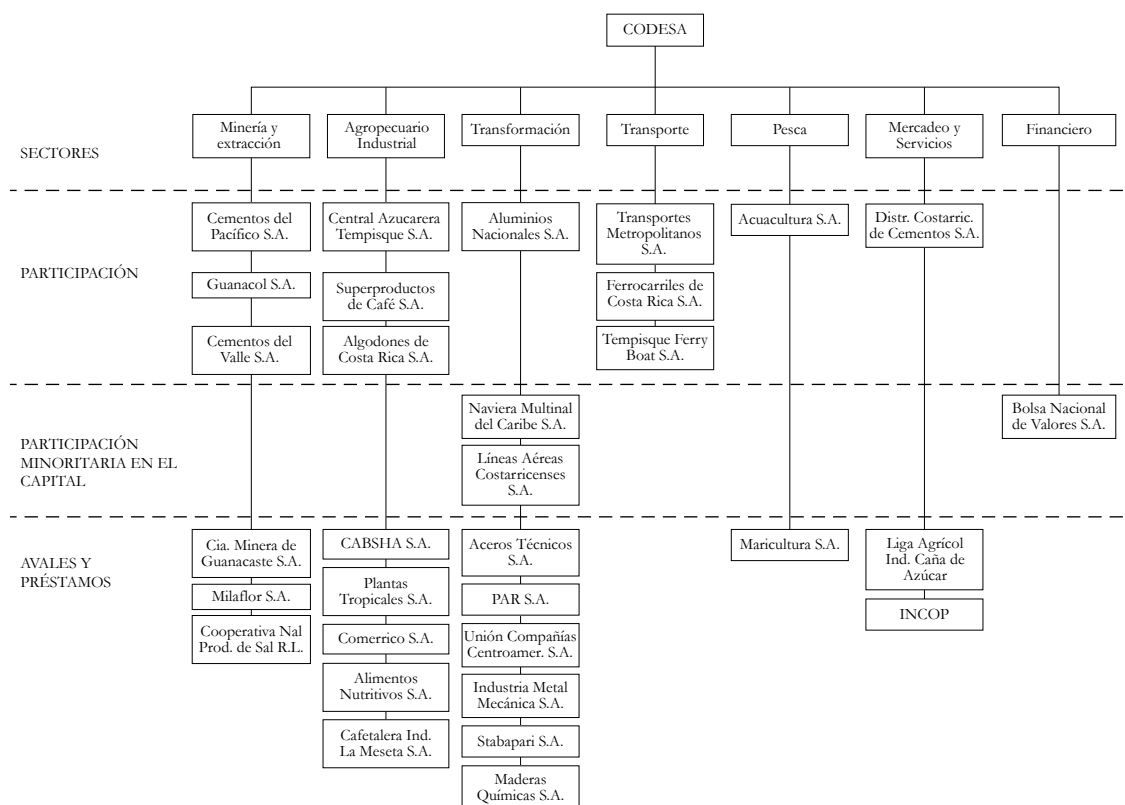 CODESA
SECTORES
Minería y
extracción
Agropecuario
Industrial
Transformación
Transporte
Pesca
Mercadeo y
Servicios
Financiero
PARTICIPACIÓN
Cementos del
Pacífico S.A.
Guanacol S.A.
Cementos del
Valle S.A.
Central Azucarera
Tempisque S.A.
Superproductos
de Café S.A.
Algodones de
Costa Rica S.A.
Aluminios
Nacionales S.A.
Transportes
Metropolitanos
S.A.
Ferrocarriles de
Costa Rica S.A.
Tempisque Ferry
Boat S.A.
Acuacultura S.A.
Distr. Costarric.
de Cementos S.A.
PARTICIPACIÓN
MINORITARIA EN EL
CAPITAL
Naviera Multinal
del Caribe S.A.
Líneas Aéreas
Costarricenses
S.A.
Bolsa Nacional
de Valores S.A.
AVALES Y
PRÉSTAMOS
Cia. Minera de
Guanacaste S.A.
Milaflor S.A.
Cooperativa Nal
Prod. de Sal R.L.
CABSHA S.A.
Plantas
Tropicales S.A.
Comerrico S.A.
Alimentos
Nutritivos S.A.
Cafetalera Ind.
La Meseta S.A.
Aceros Técnicos
S.A.
PAR S.A.
Unión Compañías
Centroamer. S.A.
Industria Metal
Mecánica S.A.
Stabapari S.A.
Maderas
Químicas S.A.
Maricultura S.A.
Liga Agrícol
Ind. Caña de
Azúcar
INCOP